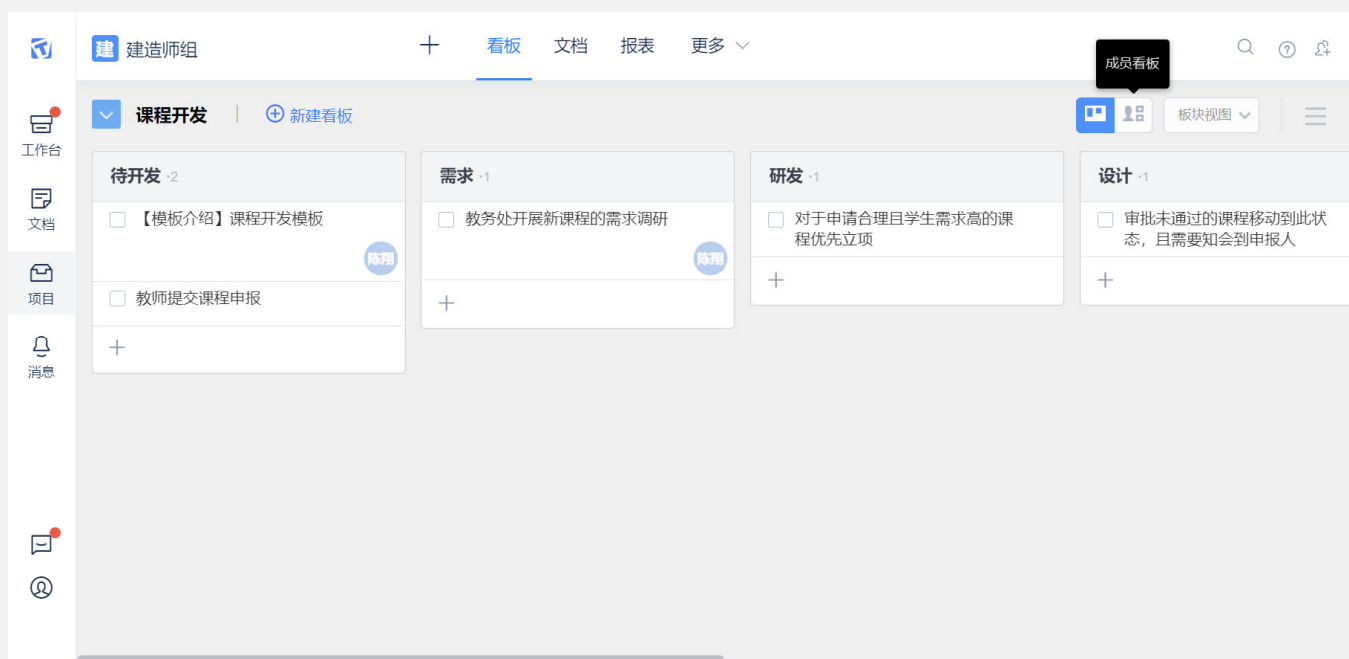 建 建造师组
看板 文档 报表 更多
成员看板
课程开发
新建看板
板块视图
工作台
文档
项目
消息
待开发 ·2
【模板介绍】课程开发模板
陈翔
教师提交课程申报
需求 ·1
教务处开展新课程的需求调研
陈翔
研发 ·1
对于申请合理且学生需求高的课
程优先立项
设计 ·1
审批未通过的课程移动到此状
态，且需要知会到申报人